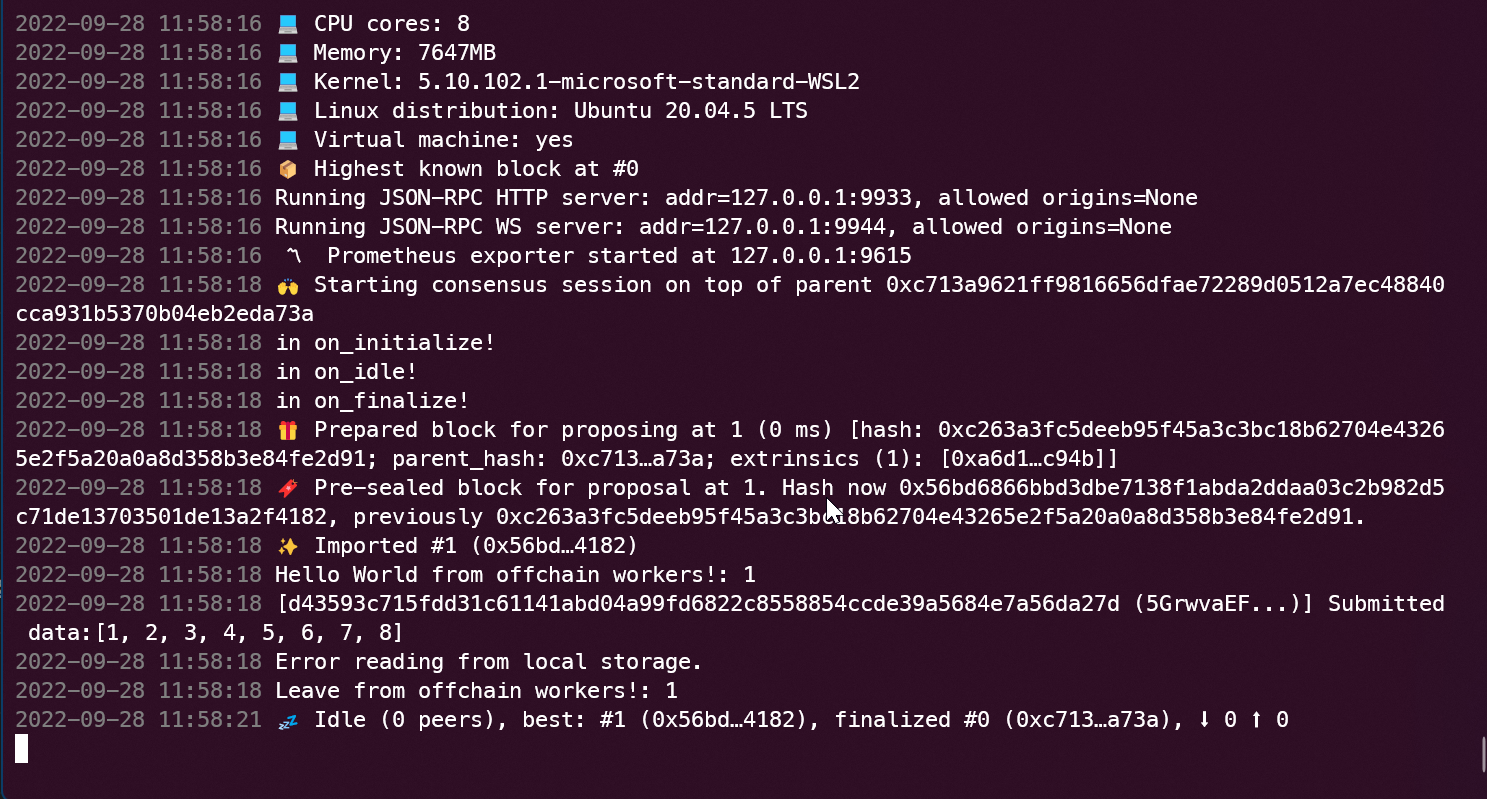 2022-09-28 11:58:16 💻 CPU cores: 8
2022-09-28 11:58:16 💻 Memory: 7647MB
2022-09-28 11:58:16 💻 Kernel: 5.10.102.1-microsoft-standard-WSL2
2022-09-28 11:58:16 💻 Linux distribution: Ubuntu 20.04.5 LTS
2022-09-28 11:58:16 💻 Virtual machine: yes
2022-09-28 11:58:16 📦 Highest known block at #0
2022-09-28 11:58:16 Running JSON-RPC HTTP server: addr=127.0.0.1:9933, allowed origins=None
2022-09-28 11:58:16 Running JSON-RPC WS server: addr=127.0.0.1:9944, allowed origins=None
2022-09-28 11:58:16 〽 Prometheus exporter started at 127.0.0.1:9615
2022-09-28 11:58:18 🙌 Starting consensus session on top of parent 0xc713a9621ff9816656dfae72289d0512a7ec48840
cca931b5370b04eb2eda73a
2022-09-28 11:58:18 in on_initialize!
2022-09-28 11:58:18 in on_idle!
2022-09-28 11:58:18 in on_finalize!
2022-09-28 11:58:18 🎁 Prepared block for proposing at 1 (0 ms) [hash: 0xc263a3fc5deeb95f45a3c3bc18b62704e4326
5e2f5a20a0a8d358b3e84fe2d91; parent_hash: 0xc713…a73a; extrinsics (1): [0xa6d1…c94b]]
2022-09-28 11:58:18 🔖 Pre-sealed block for proposal at 1. Hash now 0x56bd6866bbd3dbe7138f1abda2ddaa03c2b982d5
c71de13703501de13a2f4182, previously 0xc263a3fc5deeb95f45a3c3bc18b62704e43265e2f5a20a0a8d358b3e84fe2d91.
2022-09-28 11:58:18 ✨ Imported #1 (0x56bd…4182)
2022-09-28 11:58:18 Hello World from offchain workers!: 1
2022-09-28 11:58:18 [d43593c715fdd31c61141abd04a99fd6822c8558854ccde39a5684e7a56da27d (5GrwvaEF...)] Submitted
data:[1, 2, 3, 4, 5, 6, 7, 8]
2022-09-28 11:58:18 Error reading from local storage.
2022-09-28 11:58:18 Leave from offchain workers!: 1
2022-09-28 11:58:21 💤 Idle (0 peers), best: #1 (0x56bd…4182), finalized #0 (0xc713…a73a), ⬇ 0 ⬆ 0